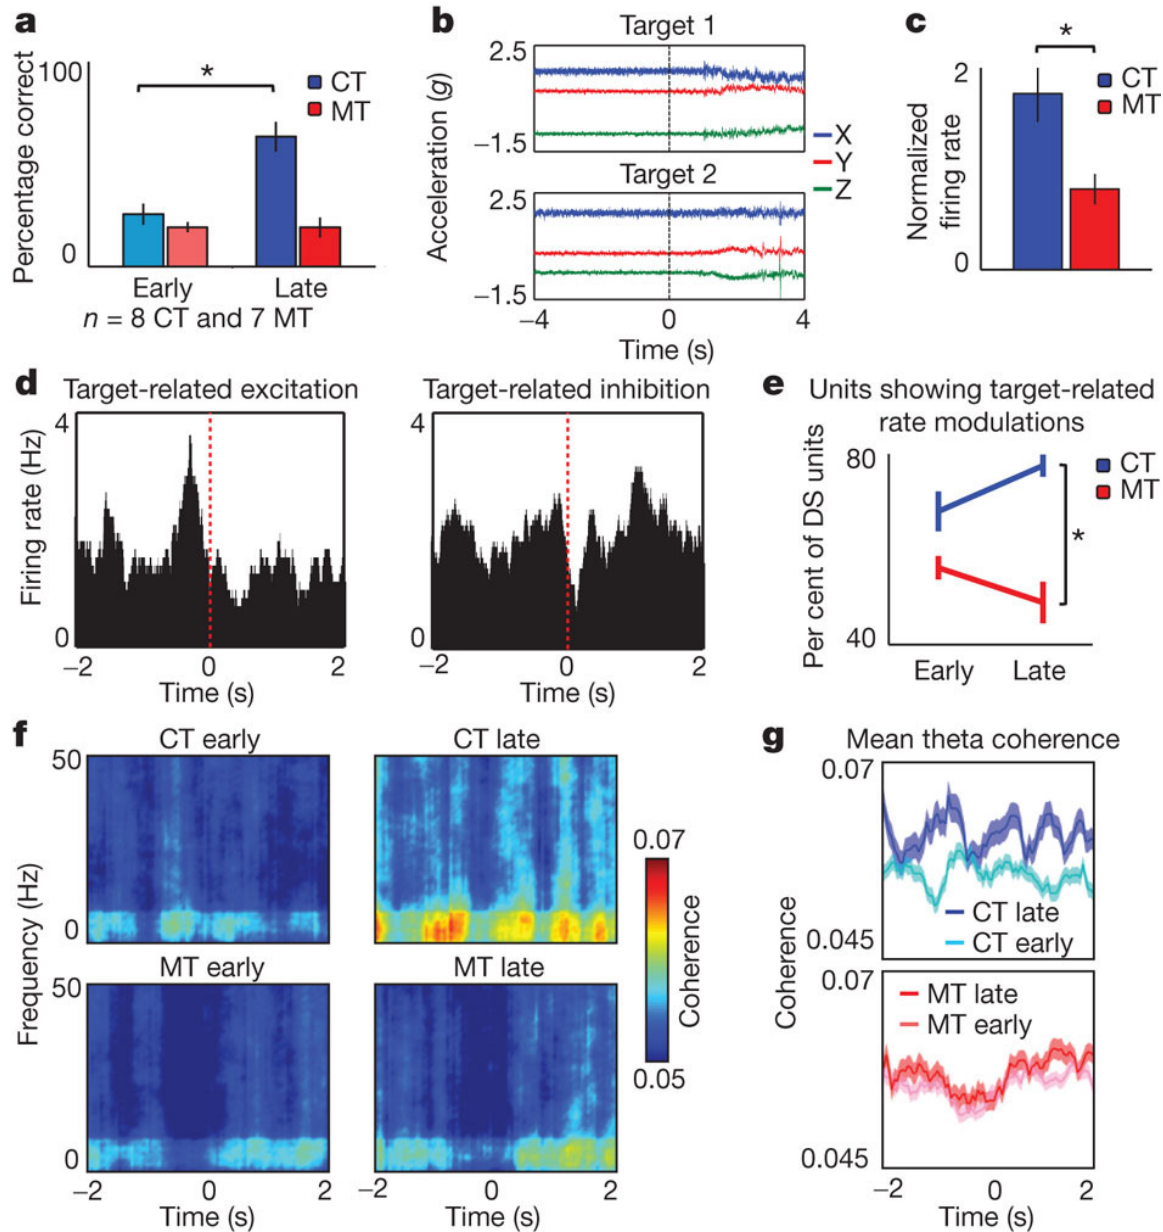 a
Percentage correct
100
0
*
CT
MT
Early
Late
n = 8 CT and 7 MT
b
Target 1
Acceleration (g)
2.5
−1.5
X
Y
Z
Target 2
2.5
−1.5
−4
0
4
Time (s)
c
*
CT
MT
Normalized
firing rate
2
0
d
Target-related excitation
Firing rate (Hz)
4
0
−2
0
2
Time (s)
Target-related inhibition
4
0
−2
0
2
Time (s)
e
Units showing target-related
rate modulations
Per cent of DS units
80
40
CT
MT
*
Early
Late
f
CT early
CT late
50
0
Frequency (Hz)
MT early
MT late
50
0
−2
0
2
Time (s)
−2
0
2
Time (s)
0.07
Coherence
0.05
g
Mean theta coherence
0.07
0.045
CT late
CT early
Coherence
0.07
MT late
MT early
0.045
−2
0
2
Time (s)